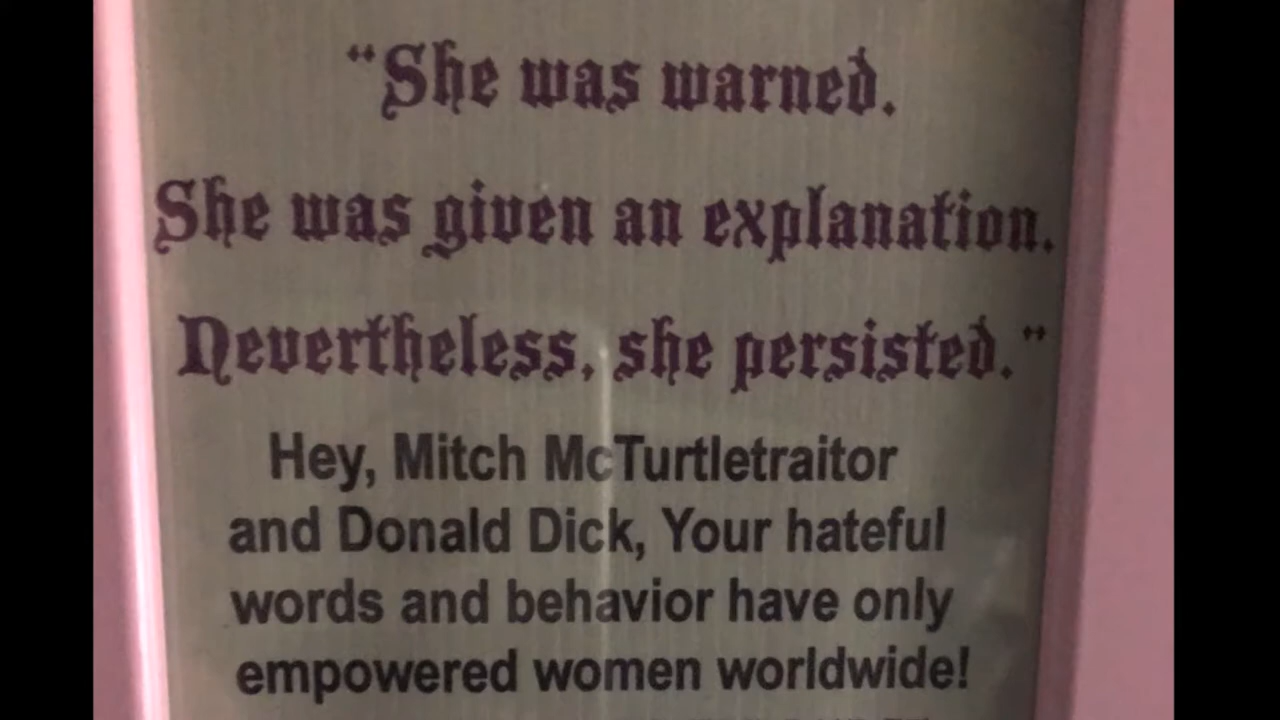 "She was warned.
She was given an explanation.
Nevertheless, she persisted."
Hey, Mitch McTurtletraitor
and Donald Dick, Your hateful
words and behavior have only
empowered women worldwide!